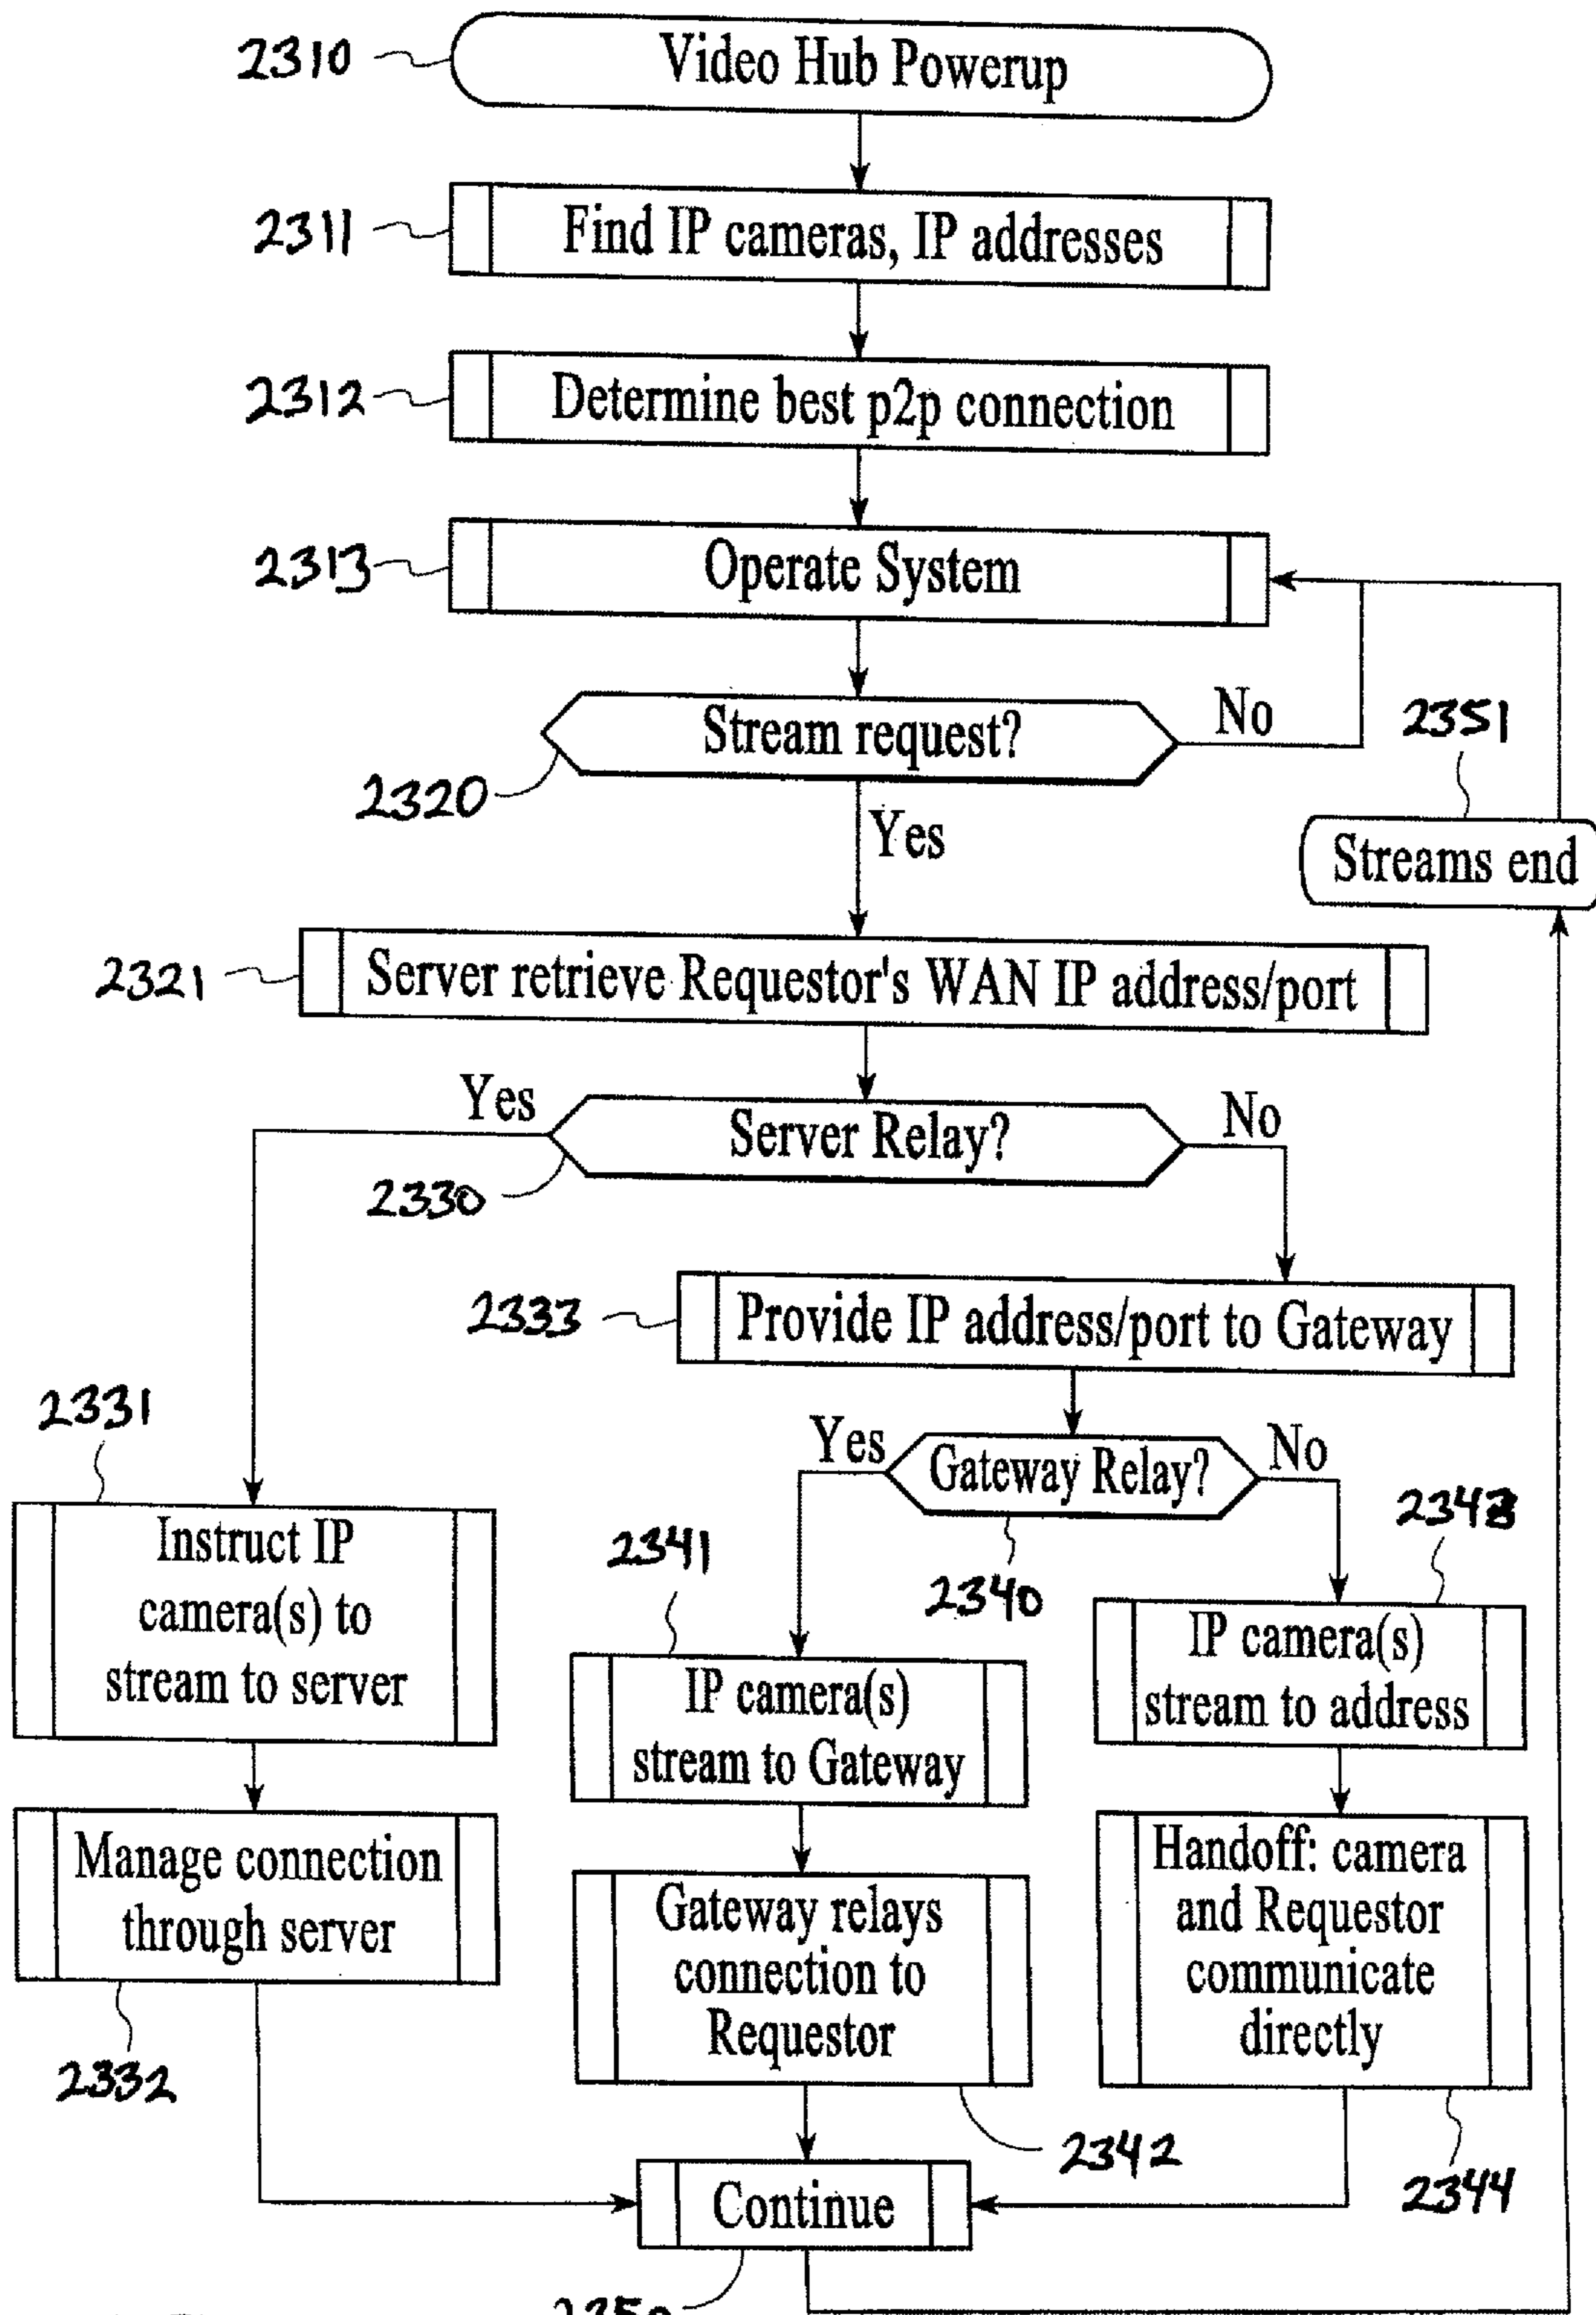 2310
Video Hub Powerup
2311
Find IP cameras, IP addresses
2312
Determine best p2p connection
2313
Operate System
Stream request?
No
2351
2320
Yes
Streams end
2321
Server retrieve Requestor's WAN IP address/port
Yes
Server Relay?
No
2330
2333
Provide IP address/port to Gateway
2331
Yes
Gateway Relay?
No
2343
Instruct IP
camera(s) to
stream to server
2341
2340
IP camera(s)
stream to Gateway
IP camera(s)
stream to address
Manage connection
through server
2332
Gateway relays
connection to
Requestor
2342
Handoff: camera
and Requestor
communicate
directly
2344
Continue
2350